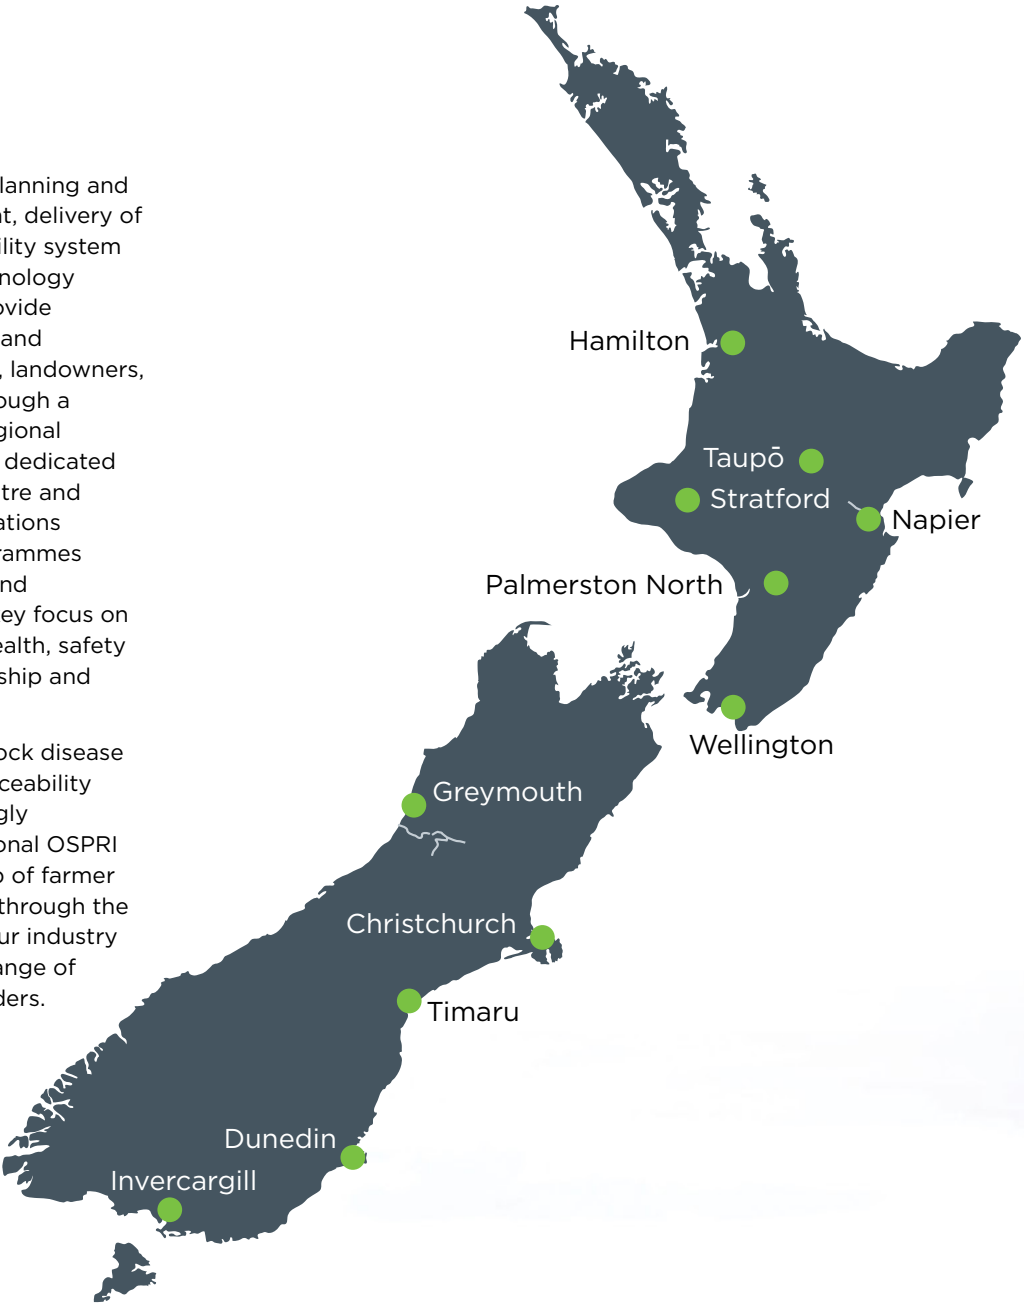 lanning and
t, delivery of
ility system
nology
ovide
and
, landowners,
ough a
gional
dedicated
tre and
ations
rammes
nd
ey focus on
ealth, safety
ship and
ock disease
ceability
gly
onal OSPRI
o of farmer
through the
ur industry
ange of
ders.
Hamilton
Taupō
Stratford
Napier
Palmerston North
Wellington
Greymouth
Christchurch
Timaru
Dunedin
Invercargill